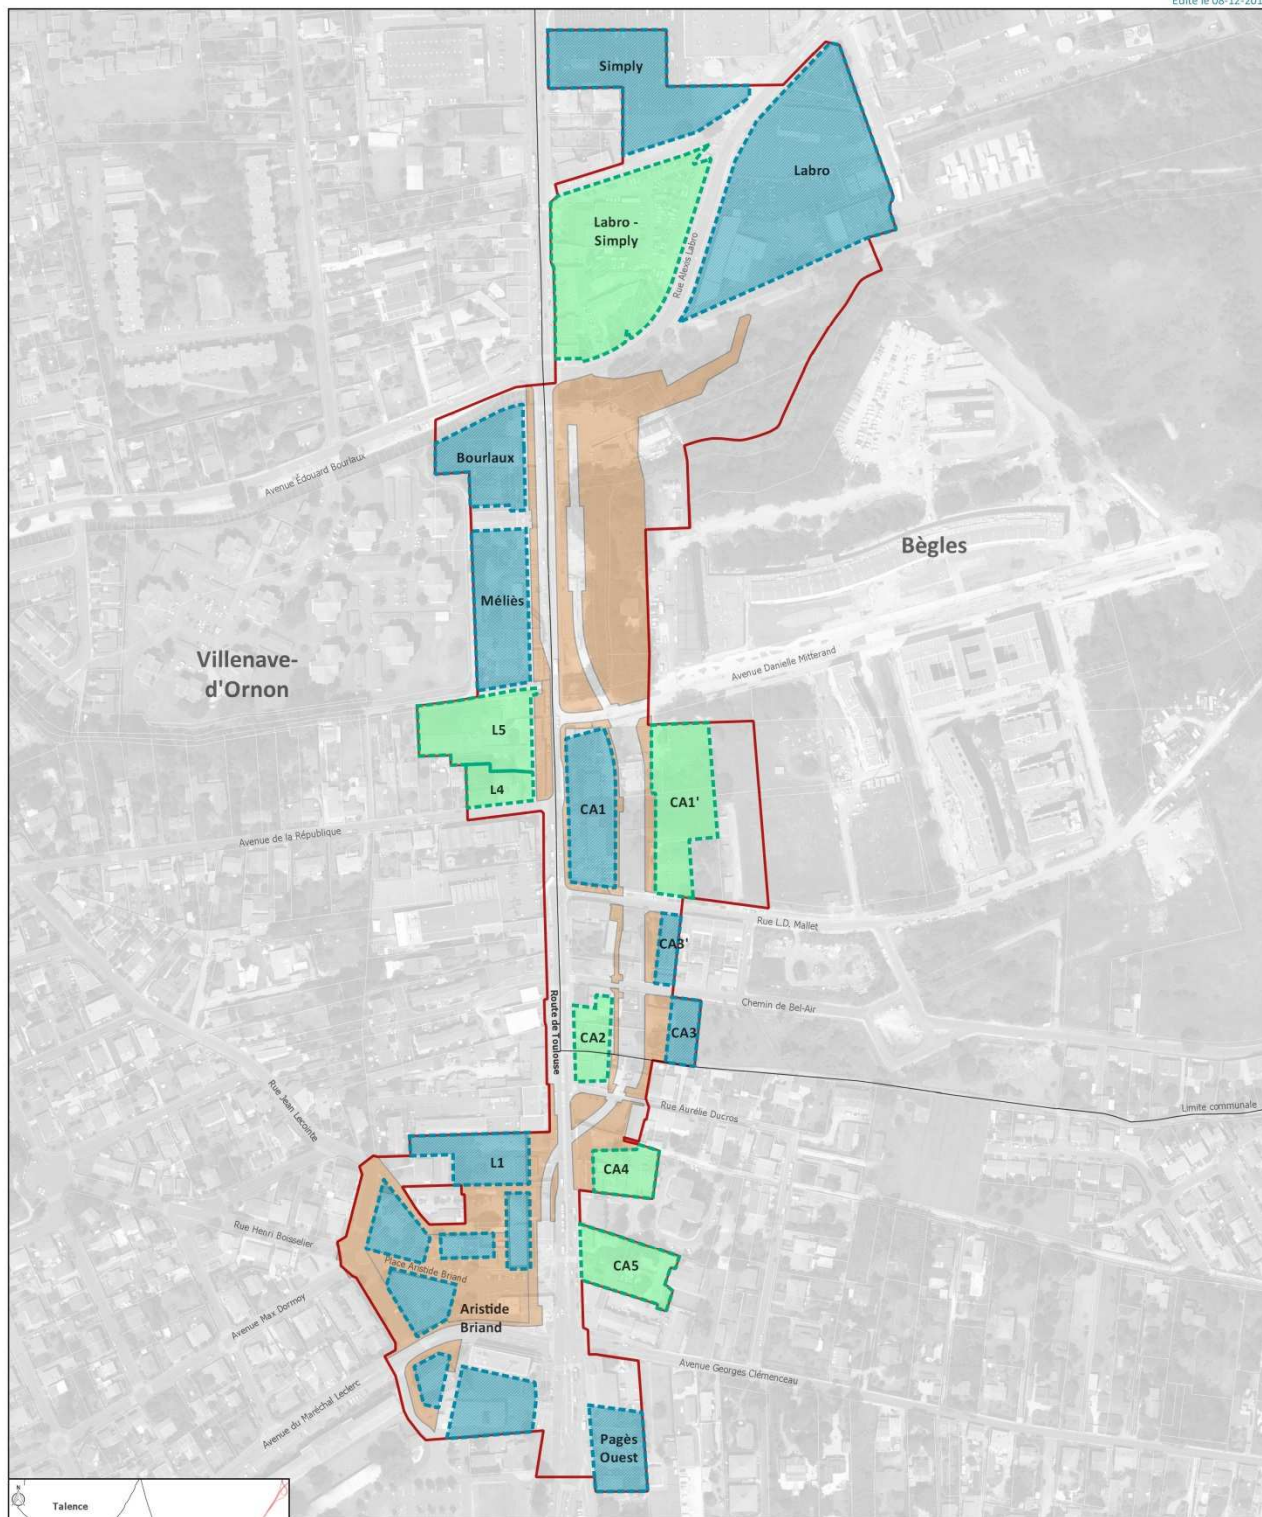 Simply
Labro
Labro -
Simply
Rue Alexis Labro
Bourlaux
Avenue Édouard Bourlaux
Bègles
Méliès
Villenave-
d'Ornon
Avenue Danielle Mitterand
L5
L4
CA1
CA1'
Avenue de la République
Rue L.D. Mallet
CA3'
Route de Toulouse
Chemin de Bel-Air
CA2
CA3
Rue Jean Lecointe
Rue Aurélie Ducros
Limite communale
L1
CA4
Rue Henri Boisselier
Place Aristide Briand
CA5
Avenue Max Dormoy
Aristide
Briand
Avenue Georges Clémenceau
Avenue du Maréchal Leclerc
Pagès
Ouest
N
Talence